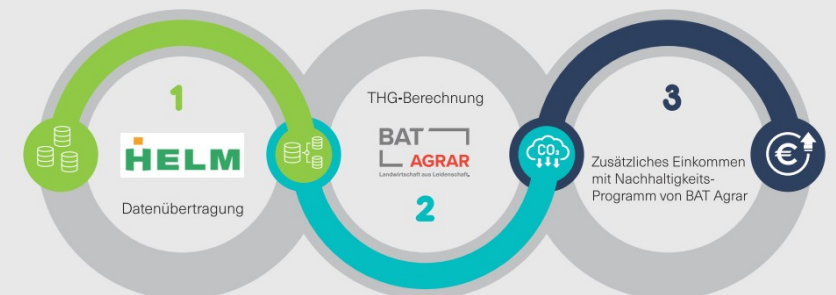 1
HELM
Datenübertragung
THG-Berechnung
BAT
AGRAR
Landwirtschaft aus Leidenschaft.
2
CO₂
3
€
Zusätzliches Einkommen
mit Nachhaltigkeits-
Programm von BAT Agrar